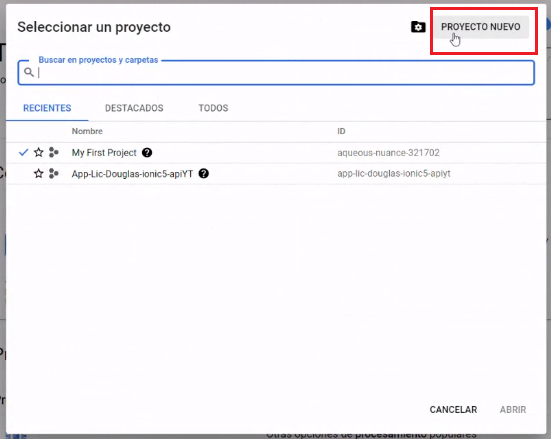 Seleccionar un proyecto
PROYECTO NUEVO
Buscar en proyectos y carpetas
RECIENTES DESTACADOS TODOS
Nombre ID
My First Project aqueous-nuance-321702
App-Lic-Douglas-ionic5-apiYT app-lic-douglas-ionic5-apiyt
CANCELAR ABRIR
Otras opciones de procesamiento populares